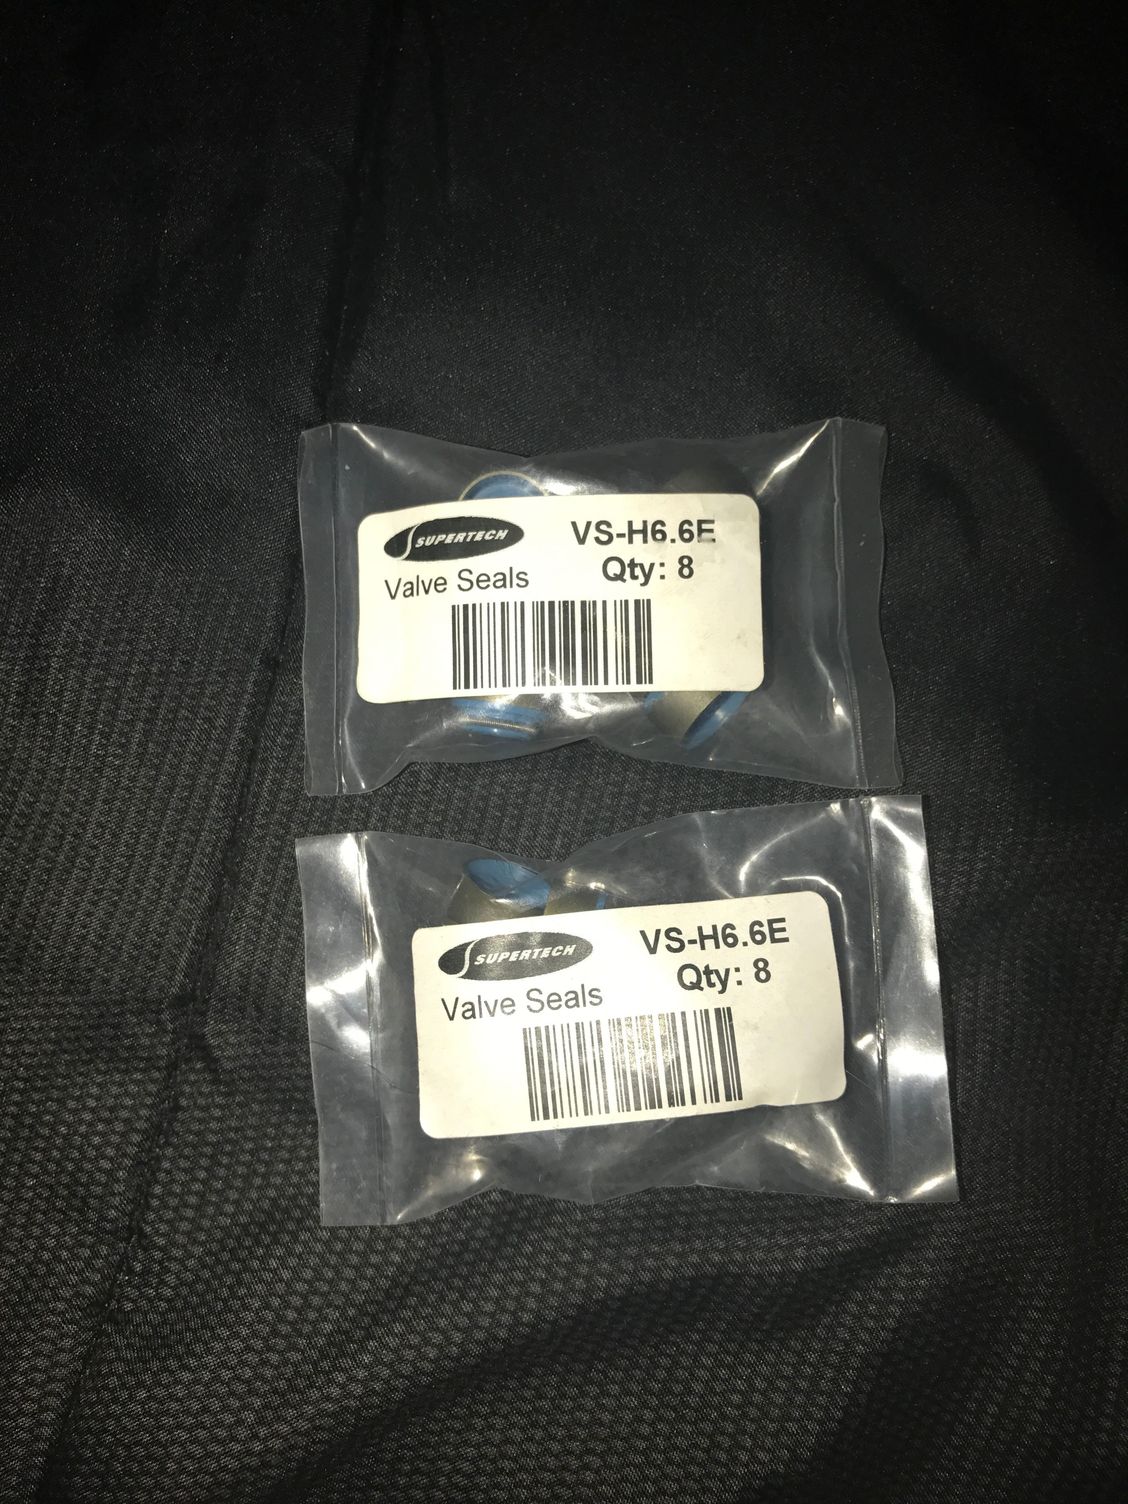 SUPERTECH
VS-H6.6E
Qty: 8
Valve Seals
SUPERTECH
VS-H6.6E
Qty: 8
Valve Seals